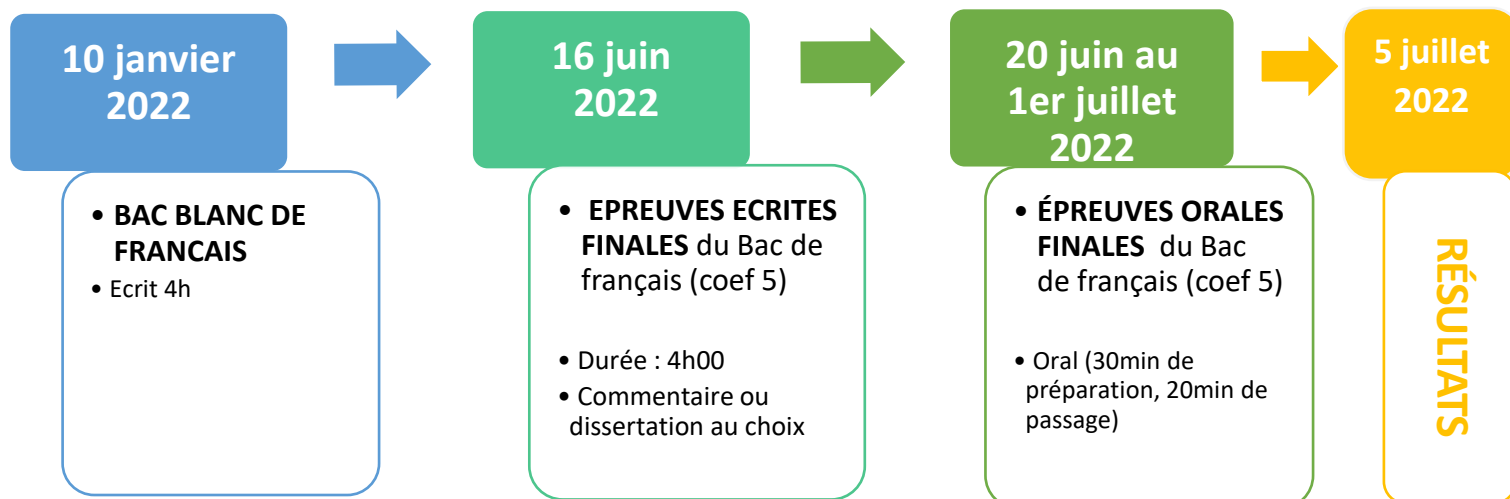 10 janvier
2022
• BAC BLANC DE
FRANCAIS
• Ecrit 4h
16 juin
2022
• EPREUVES ECRITES
FINALES du Bac de
français (coef 5)
• Durée : 4h00
• Commentaire ou
dissertation au choix
20 juin au
1er juillet
2022
• ÉPREUVES ORALES
FINALES du Bac
de français (coef 5)
• Oral (30min de
préparation, 20min de
passage)
5 juillet
2022
RÉSULTATS